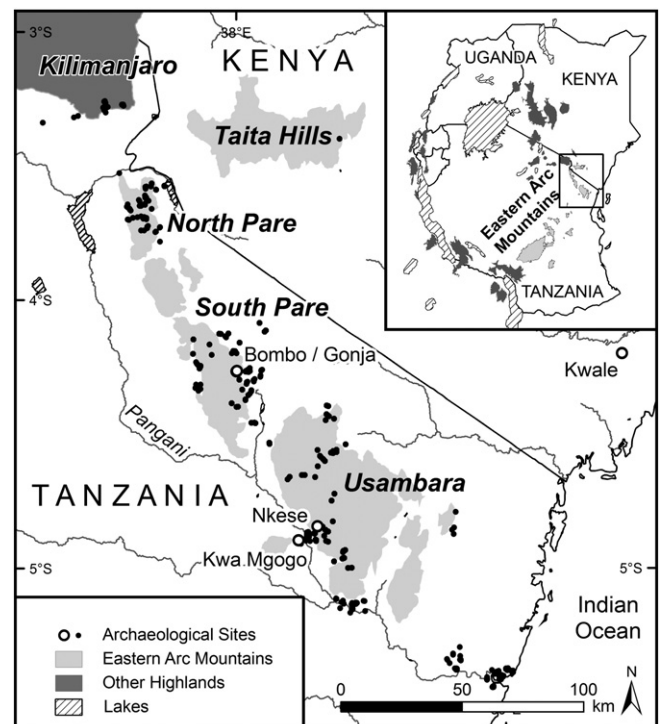 3°S
38°E
KENYA
Kilimanjaro
Taita Hills
North Pare
4°S
South Pare
Bombo / Gonja
Kwale
Pangani
Usambara
TANZANIA
Nkese
Kwa Mgogo
5°S
5°S
Indian
Ocean
UGANDA
KENYA
Eastern Arc
Mountains
TANZANIA
Archaeological Sites
Eastern Arc Mountains
Other Highlands
Lakes
0
50
100
km
N